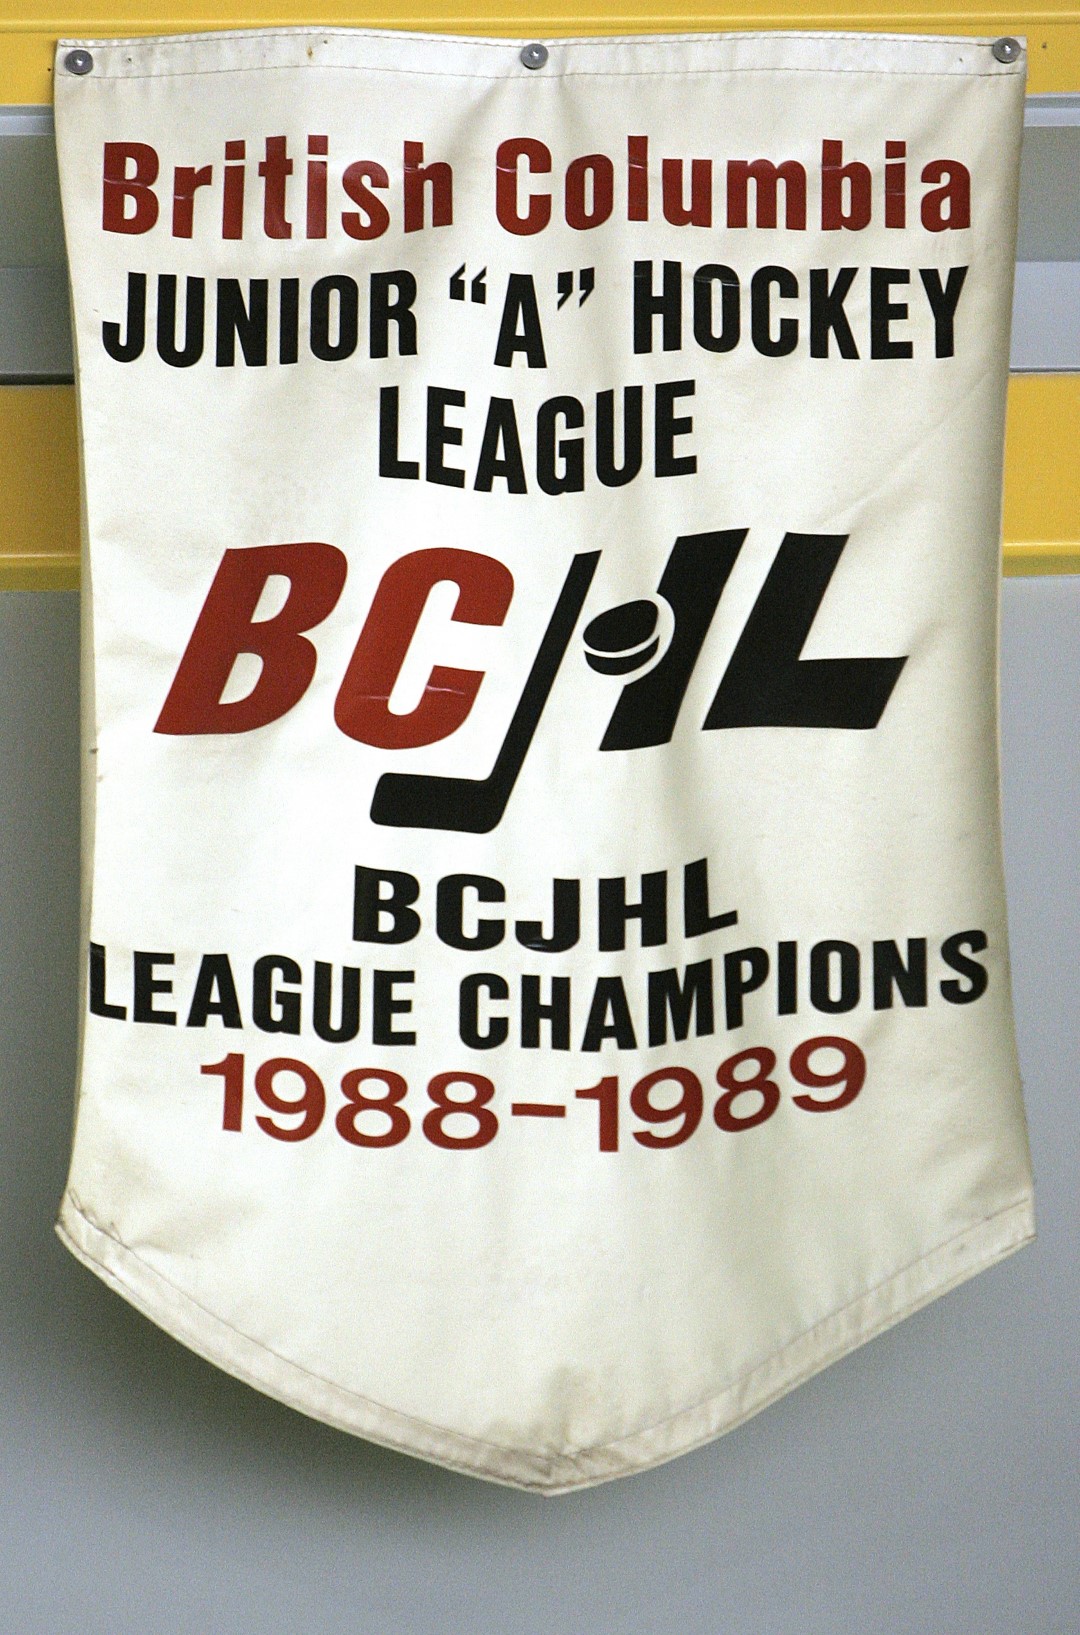 British Columbia
JUNIOR “A” HOCKEY
LEAGUE
BCJHL
BCJHL
LEAGUE CHAMPIONS
1988-1989